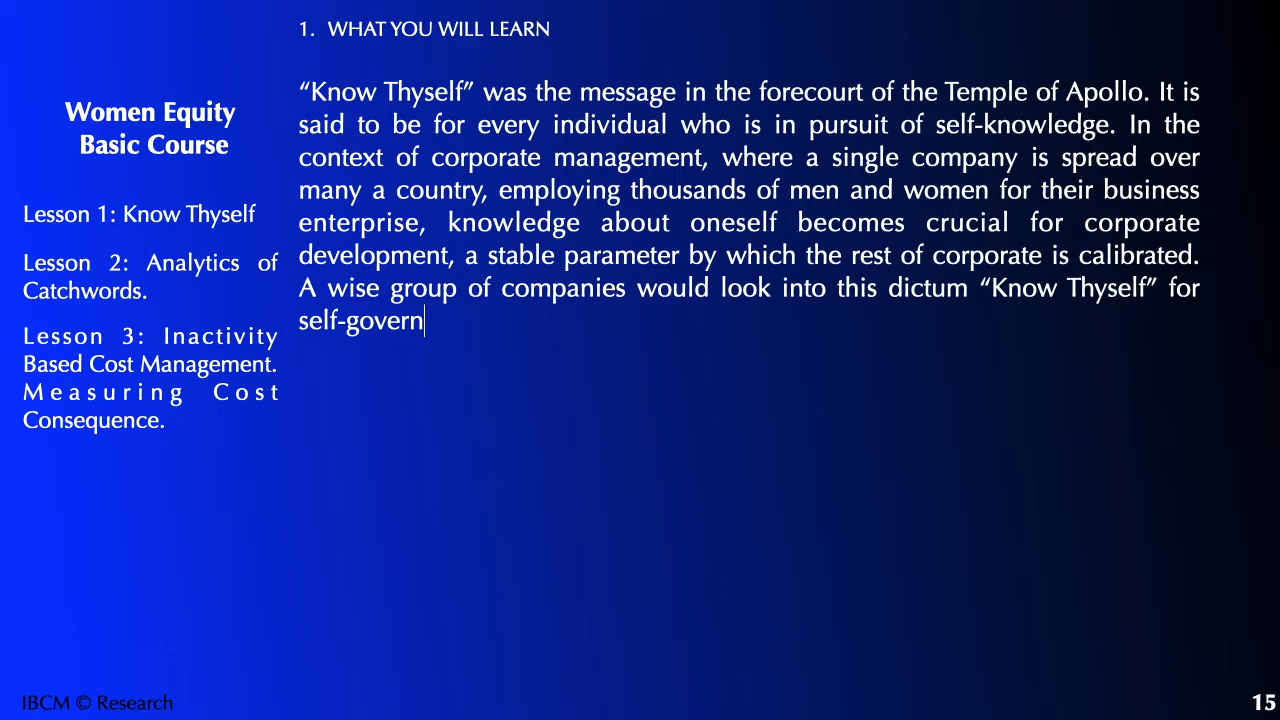 1. WHAT YOU WILL LEARN
Women Equity
Basic Course
Lesson 1: Know Thyself
Lesson 2: Analytics of
Catchwords.
Lesson 3: Inactivity
Based Cost Management.
Measuring Cost
Consequence.
“Know Thyself” was the message in the forecourt of the Temple of Apollo. It is
said to be for every individual who is in pursuit of self-knowledge. In the
context of corporate management, where a single company is spread over
many a country, employing thousands of men and women for their business
enterprise, knowledge about oneself becomes crucial for corporate
development, a stable parameter by which the rest of corporate is calibrated.
A wise group of companies would look into this dictum “Know Thyself” for
self-govern
IBCM © Research
15